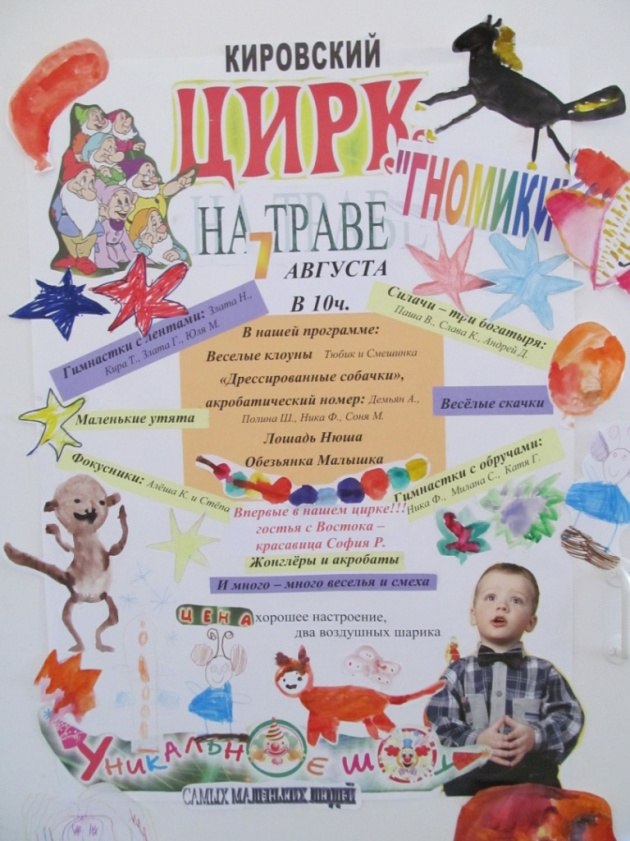 КИРОВСКИЙ
ЦИРК
"ГНОМИКИ"
НА ТРАВЕ
7 АВГУСТА
В 10ч.
Гимнастки с лентами: Злата Н.,
Кира Т., Злата Г., Юля М.
Силачи – три богатыря:
Паша В., Слава К., Андрей Д.
В нашей программе:
Веселые клоуны Тюбик и Смешинка
«Дрессированные собачки»,
акробатический номер: Демьян А.,
Полина Ш., Ника Ф., Соня М.
Лошадь Нюша
Обезьянка Малышка
Маленькие утята
Весёлые скачки
Фокусники: Алёша К. и Стёпа
Гимнастки с обручами:
Ника Ф., Милана С., Катя Г.
Впервые в нашем цирке!!!
гостья с Востока –
красавица София Р.
Жонглёры и акробаты
И много – много веселья и смеха
ЦЕНА хорошее настроение,
два воздушных шарика
УНИКАЛЬНОЕ ШОУ
САМЫХ МАЛЕНЬКИХ ЛЮДЕЙ